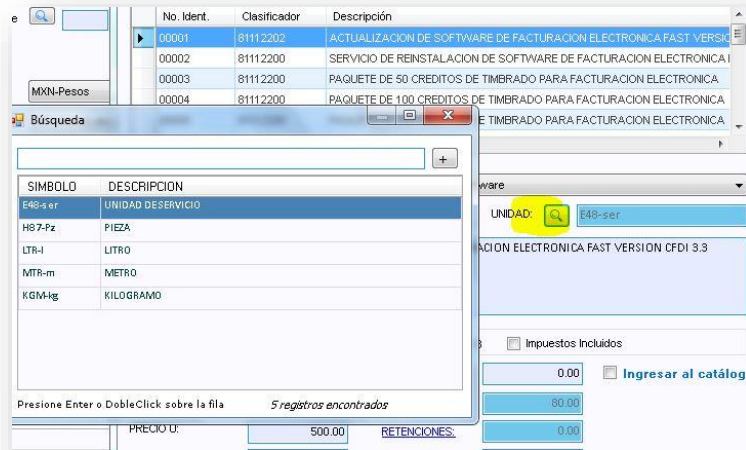 e
No. Ident. Clasificador Descripción
00001 81112202 ACTUALIZACION DE SOFTWARE DE FACTURACION ELECTRONICA FAST VERSIC
00002 81112200 SERVICIO DE REINSTALACION DE SOFTWARE DE FACTURACION ELECTRONICA
00003 81112200 PAQUETE DE 50 CREDITOS DE TIMBRADO PARA FACTURACION ELECTRONICA
MXN-Pesos
00004 81112200 PAQUETE DE 100 CREDITOS DE TIMBRADO PARA FACTURACION ELECTRONICA
E TIMBRADO PARA FACTURACION ELECTRONICA
Búsqueda
+
SIMBOLO DESCRIPCION
E48-ser UNIDAD DESERVICIO
H87-Pz PIEZA
LTR-l LITRO
MTR-m METRO
KGM-kg KILOGRAMO
Presione Enter o DobleClick sobre la fila 5 registros encontrados
ware
UNIDAD: E48-ser
ACION ELECTRONICA FAST VERSION CFDI 3.3
Impuestos Incluidos
0.00 Ingresar al catálog
80.00
PRECIO U: 500.00 RETENCIONES: 0.00